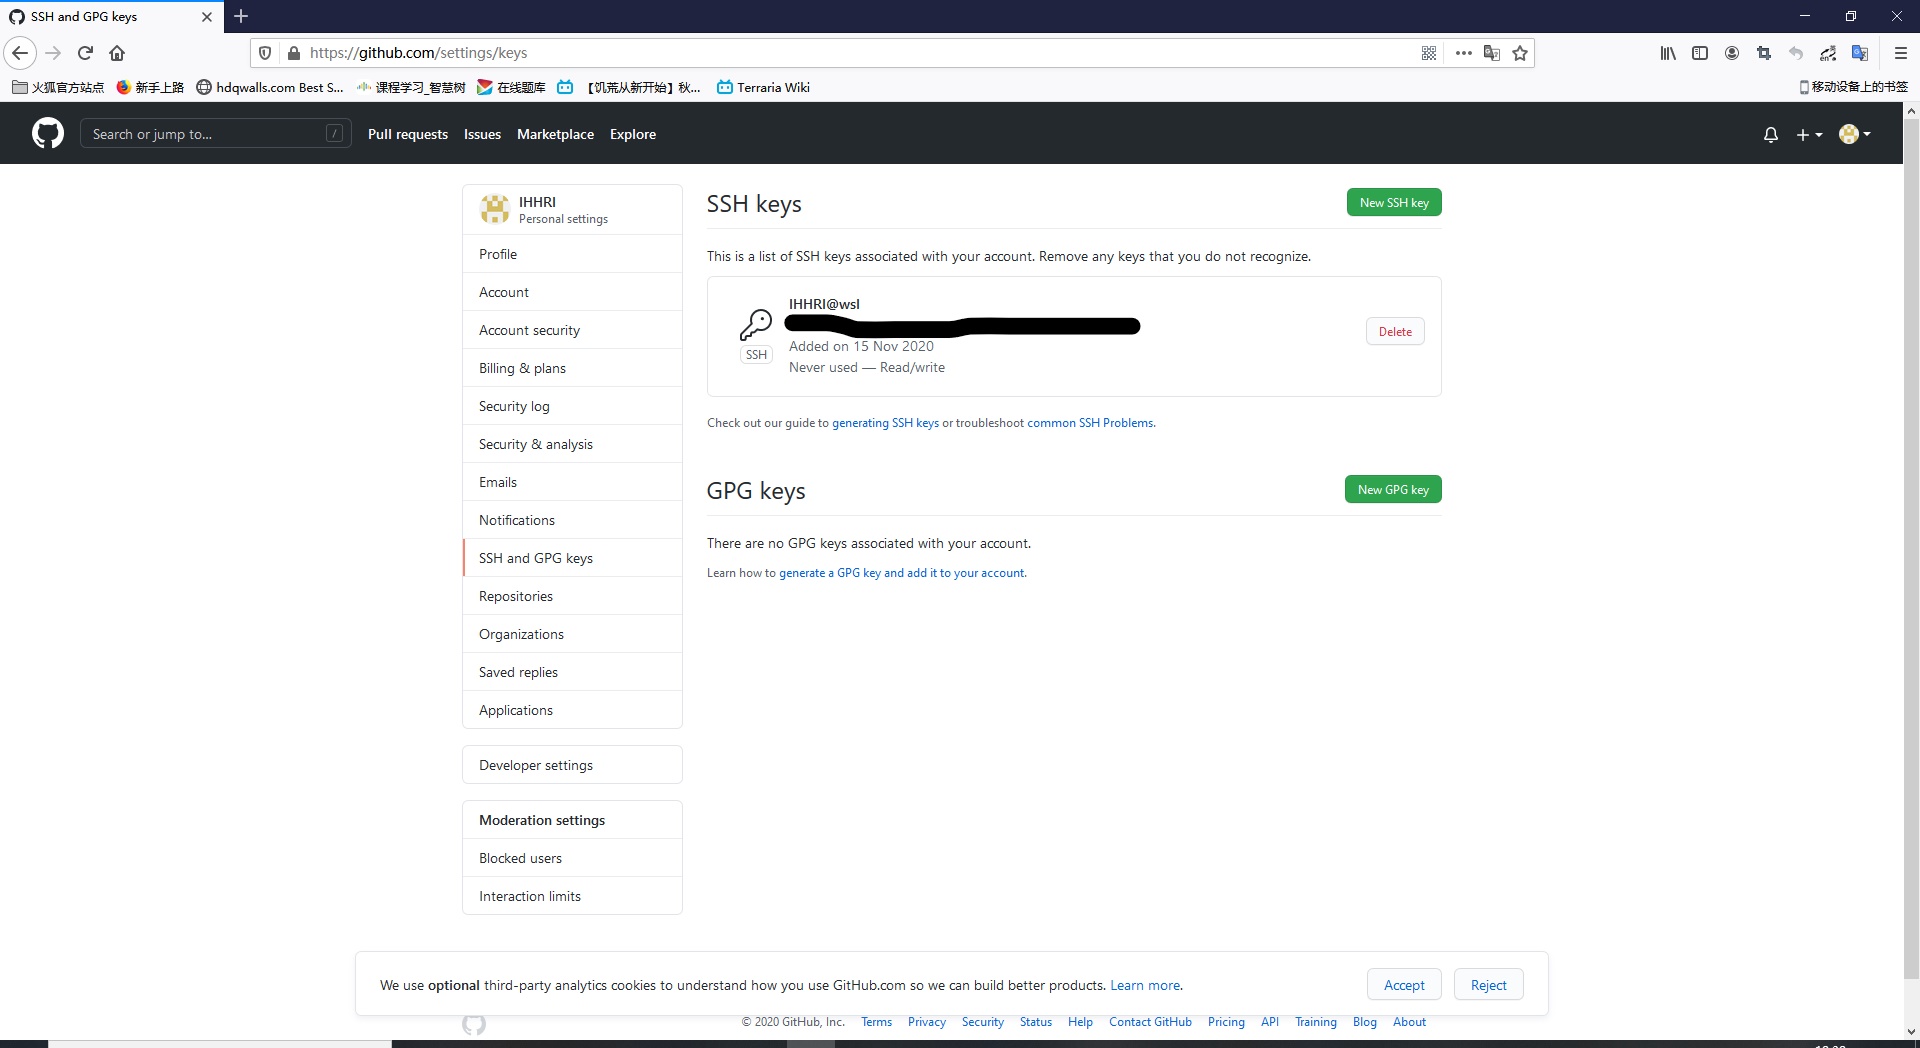 SSH and GPG keys
https://github.com/settings/keys
火狐官方站点 新手上路 hdqwalls.com Best S... 课程学习_智慧树 在线题库 【饥荒从新开始】秋... Terraria Wiki 移动设备上的书签
Search or jump to... / Pull requests Issues Marketplace Explore
IHHRI
Personal settings
Profile
Account
Account security
Billing & plans
Security log
Security & analysis
Emails
Notifications
SSH and GPG keys
Repositories
Organizations
Saved replies
Applications
Developer settings
Moderation settings
Blocked users
Interaction limits
SSH keys
New SSH key
This is a list of SSH keys associated with your account. Remove any keys that you do not recognize.
IHHRI@wsl
SSH
Added on 15 Nov 2020
Never used — Read/write
Delete
Check out our guide to generating SSH keys or troubleshoot common SSH Problems.
GPG keys
New GPG key
There are no GPG keys associated with your account.
Learn how to generate a GPG key and add it to your account.
We use optional third-party analytics cookies to understand how you use GitHub.com so we can build better products. Learn more.
Accept Reject
© 2020 GitHub, Inc. Terms Privacy Security Status Help Contact GitHub Pricing API Training Blog About